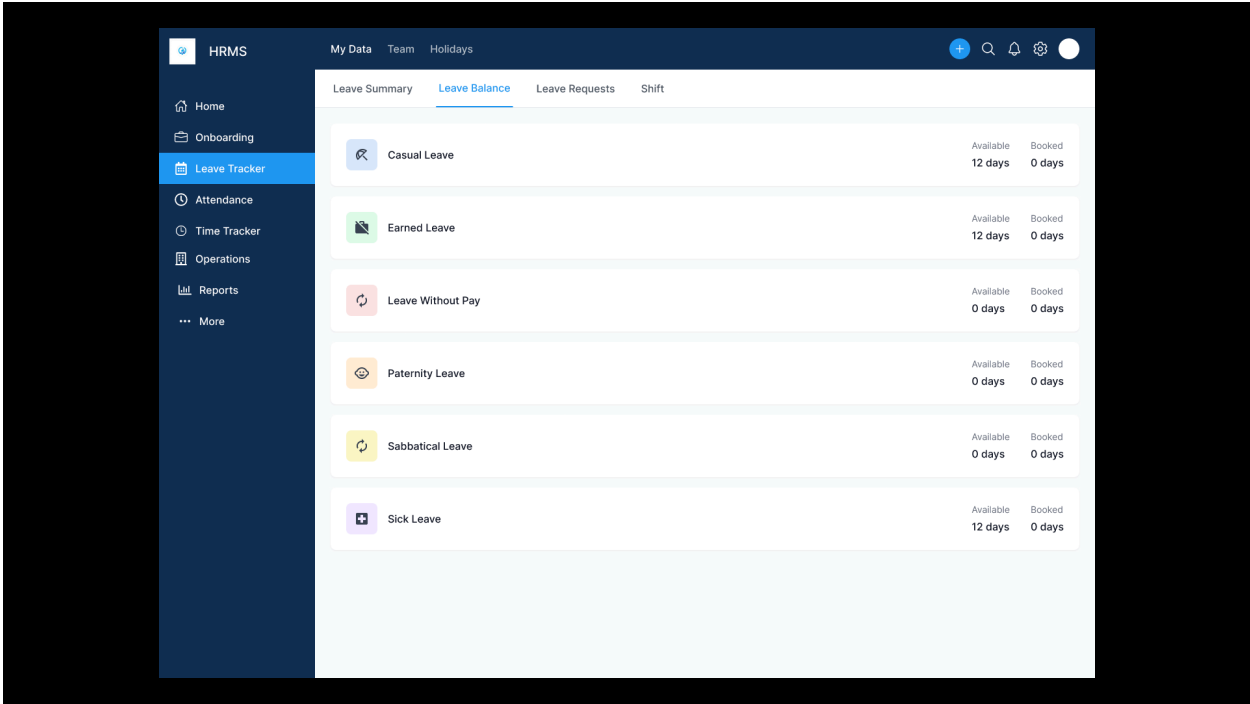 HRMS
My Data Team Holidays
Home
Onboarding
Leave Tracker
Attendance
Time Tracker
Operations
Reports
More
Leave Summary Leave Balance Leave Requests Shift
Casual Leave
Available Booked
12 days 0 days
Earned Leave
Available Booked
12 days 0 days
Leave Without Pay
Available Booked
0 days 0 days
Paternity Leave
Available Booked
0 days 0 days
Sabbatical Leave
Available Booked
0 days 0 days
Sick Leave
Available Booked
12 days 0 days